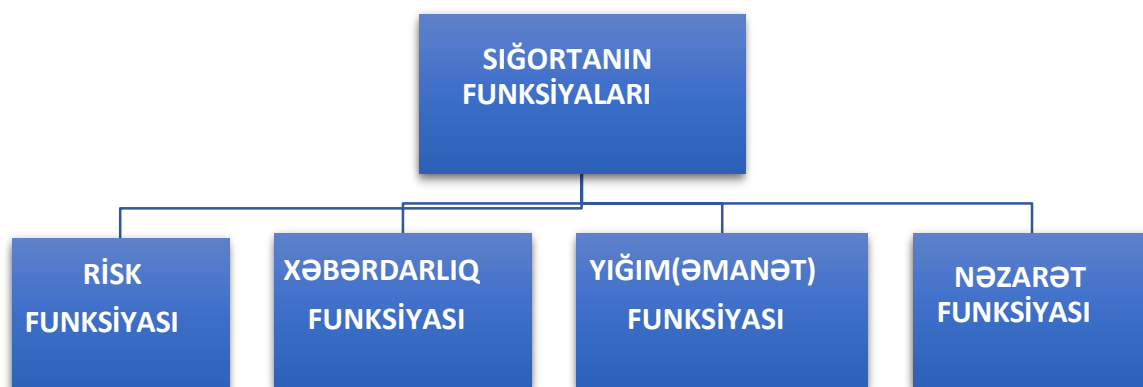 SIĞORTANIN
FUNKSİYALARI
RİSK
FUNKSİYASI
XƏBƏRDARLIQ
FUNKSİYASI
YIĞIM(ƏMANƏT)
FUNKSİYASI
NƏZARƏT
FUNKSİYASI